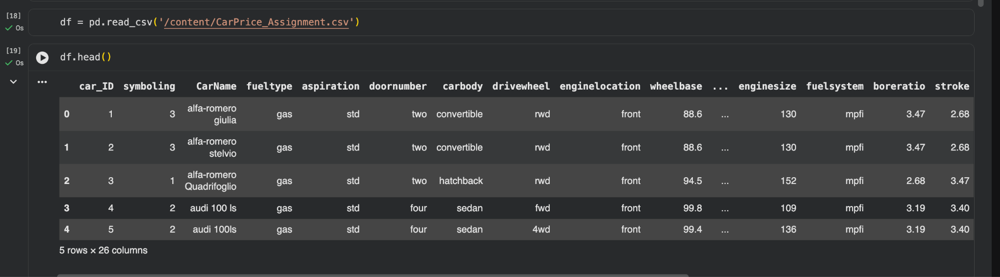 [18]
0s
df = pd.read_csv('/content/CarPrice_Assignment.csv')
[19]
0s
df.head()
...
car_ID symboling CarName fueltype aspiration doornumber carbody drivewheel enginelocation wheelbase ... enginesize fuelsystem boreratio stroke
0 1 3 alfa-romero giulia gas std two convertible rwd front 88.6 ... 130 mpfi 3.47 2.68
1 2 3 alfa-romero stelvio gas std two convertible rwd front 88.6 ... 130 mpfi 3.47 2.68
2 3 1 alfa-romero Quadrifoglio gas std two hatchback rwd front 94.5 ... 152 mpfi 2.68 3.47
3 4 2 audi 100 ls gas std four sedan fwd front 99.8 ... 109 mpfi 3.19 3.40
4 5 2 audi 100ls gas std four sedan 4wd front 99.4 ... 136 mpfi 3.19 3.40
5 rows × 26 columns